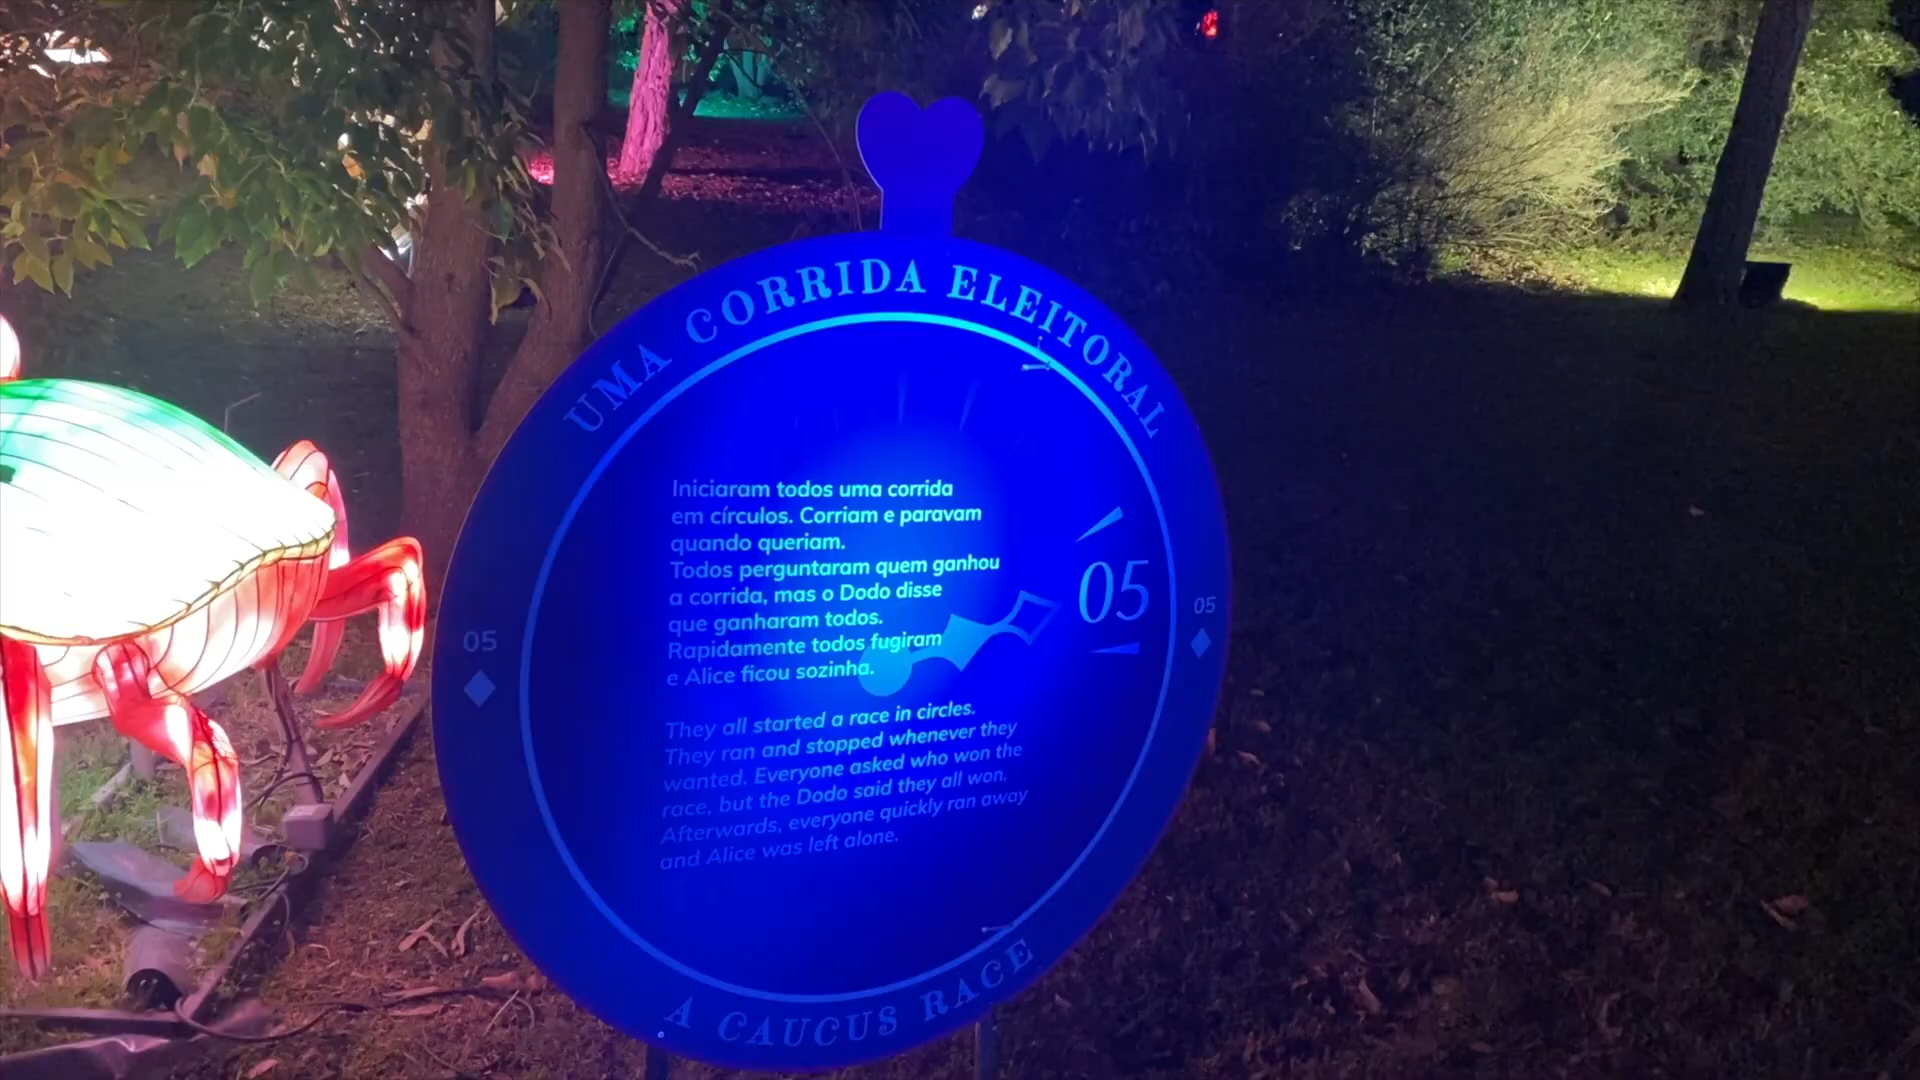 UMA CORRIDA ELEITORAL
Iniciaram todos uma corrida
em círculos. Corriam e paravam
quando queriam.
Todos perguntaram quem ganhou
a corrida, mas o Dodo disse
que ganharam todos.
Rapidamente todos fugiram
e Alice ficou sozinha.
05
05
05
They all started a race in circles.
They ran and stopped whenever they
wanted. Everyone asked who won the
race, but the Dodo said they all won.
Afterwards, everyone quickly ran away
and Alice was left alone.
A CAUCUS RACE